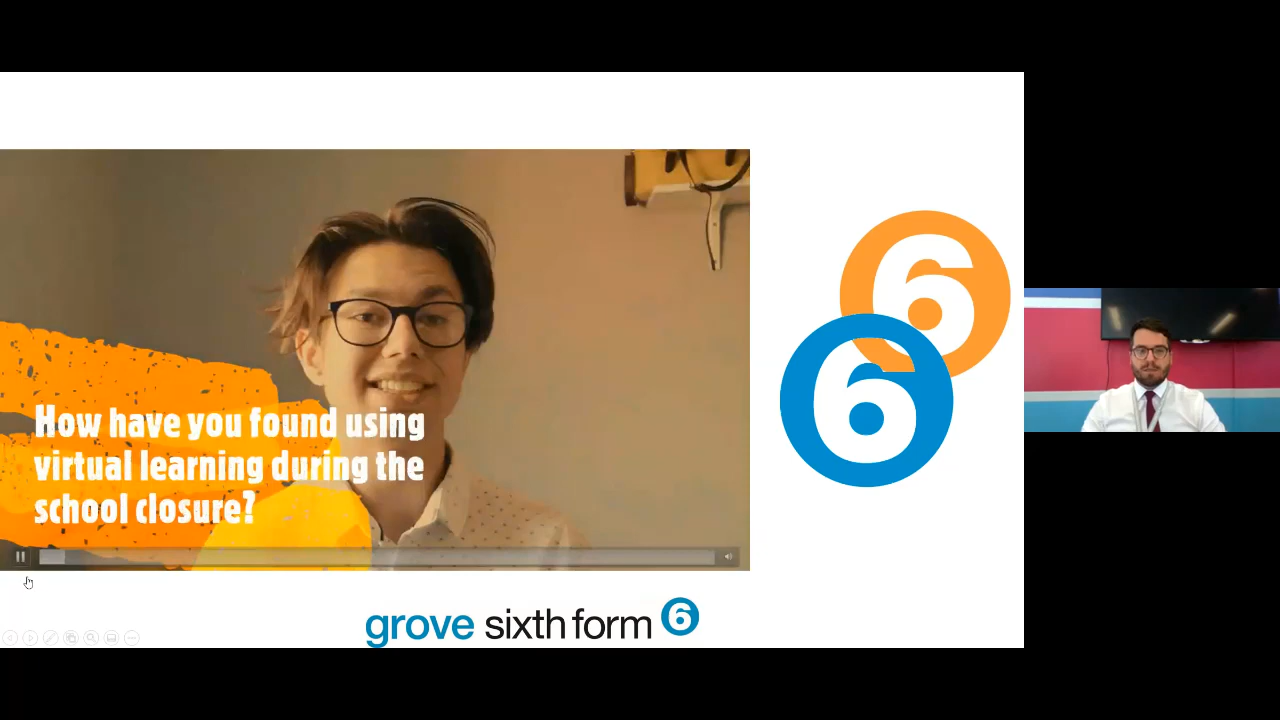 How have you found using
virtual learning during the
school closure?
6
6
grove sixth form 6